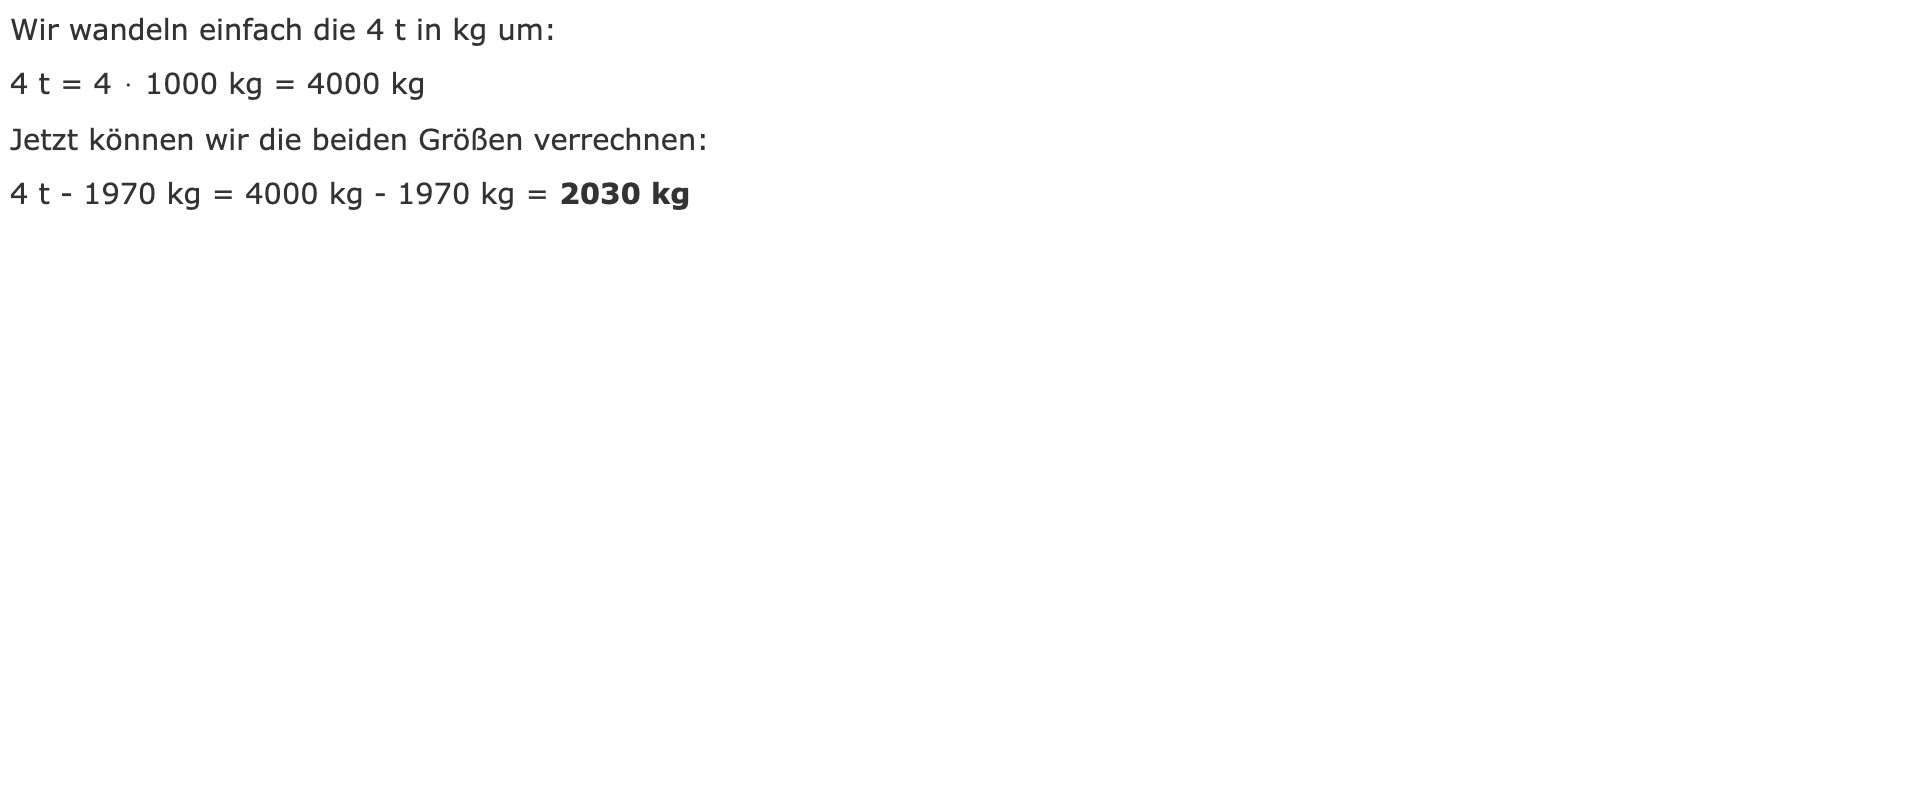 Wir wandeln einfach die 4 t in kg um:
4 t = 4 ⋅ 1000 kg = 4000 kg
Jetzt können wir die beiden Größen verrechnen:
4 t - 1970 kg = 4000 kg - 1970 kg = 2030 kg